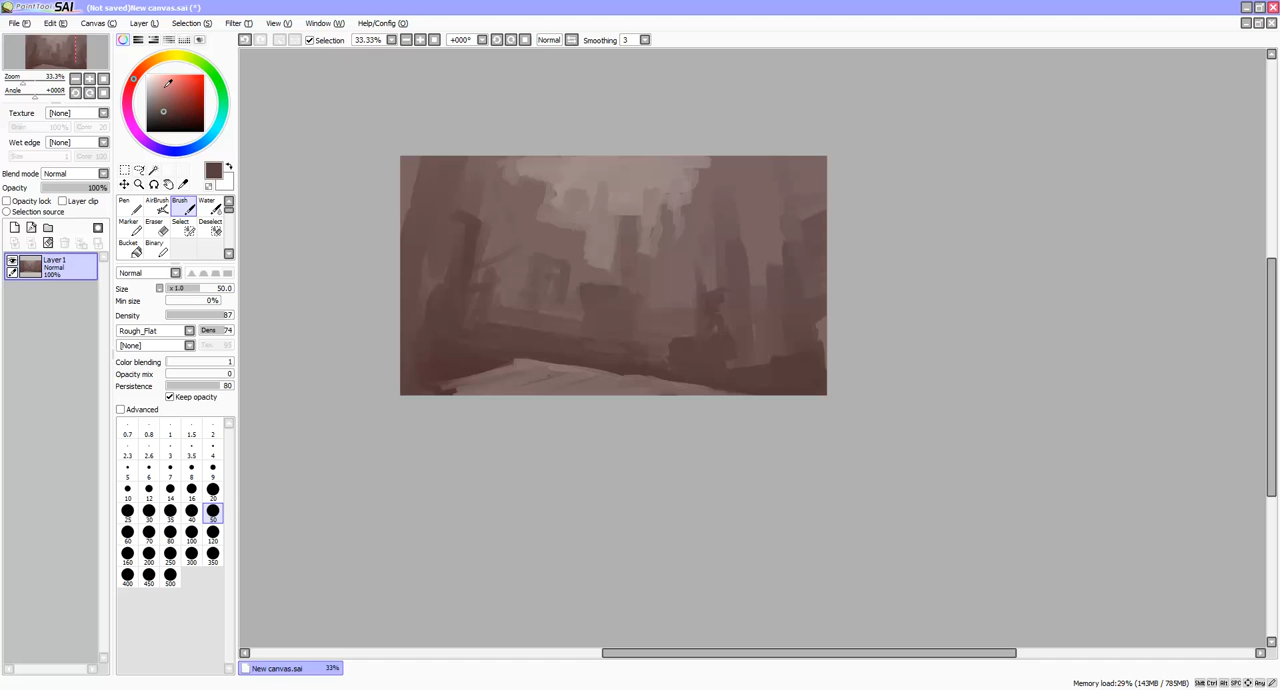 PaintTool SAI (Not saved)New canvas.sai (*)
File (F) Edit (E) Canvas (C) Layer (L) Selection (S) Filter (T) View (V) Window (W) Help/Config (O)
Selection 33.33% +000° Normal Smoothing 3
Zoom 33.3%
Angle +000R
Texture [None]
100% 20
Wet edge [None]
Size 1 100
Blend mode Normal
Opacity 100%
Opacity lock Layer clip
Selection source
Layer1
Normal
100%
Pen AirBrush Brush Water
Marker Eraser Select Deselect
Bucket Binary
Normal
Size x 1.0 50.0
Min size 0%
Density 87
Rough_Flat Dens 74
[None] 95
Color blending 1
Opacity mix 0
Persistence 80
Keep opacity
Advanced
0.7 0.8 1 1.5 2
2.3 2.6 3 3.5 4
5 6 7 8 9
10 12 14 16 20
25 30 35 40 50
60 70 80 100 120
160 200 250 300 350
400 450 500
New canvas.sai 33%
Memory load:29% (143MB / 785MB) Shft Ctrl Alt SPC Any